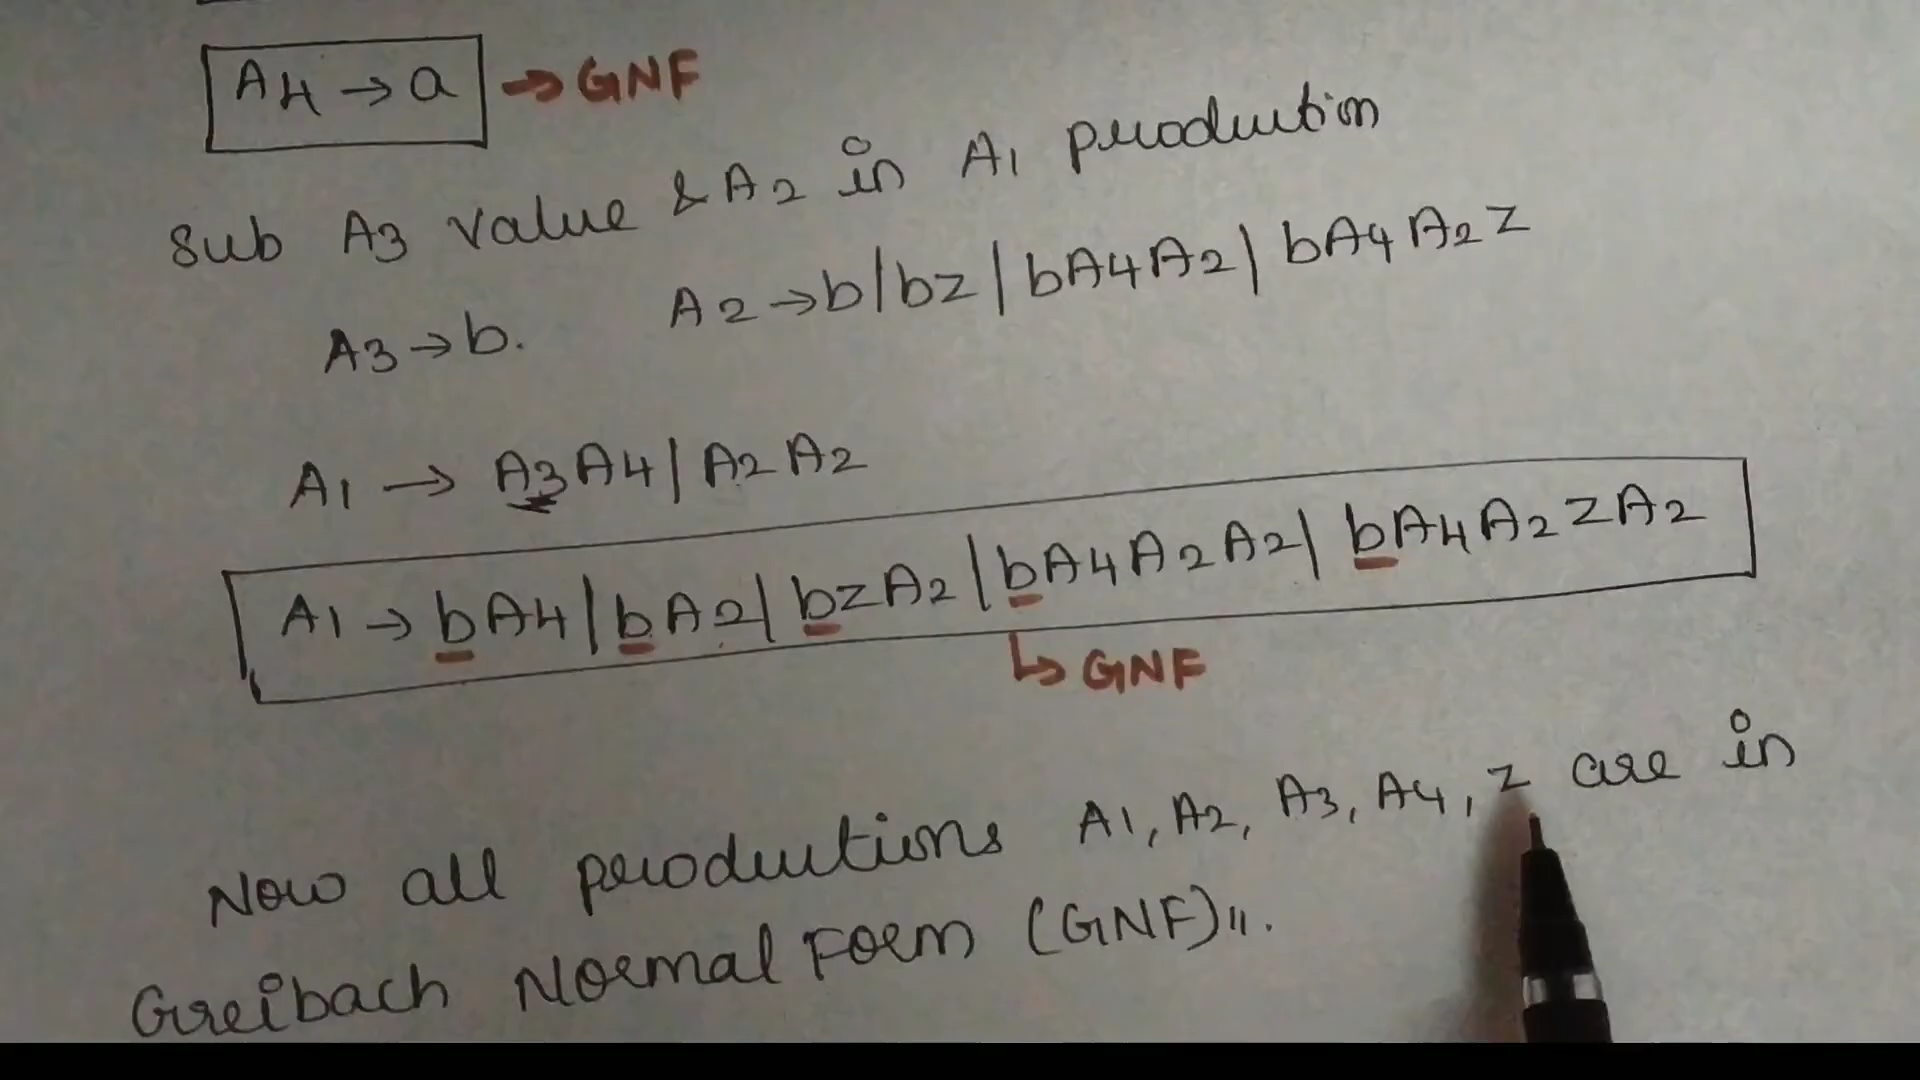 A4 → a → GNF
Sub A3 value & A2 in A1 production
A3 → b. A2 → b | bz | bA4A2 | bA4A2z
A1 → A3A4 | A2A2
A1 → bA4 | bA2 | bzA2 | bA4A2A2 | bA4A2zA2
↳ GNF
Now all productions A1, A2, A3, A4, z are in
Greibach Normal Form (GNF)〃.